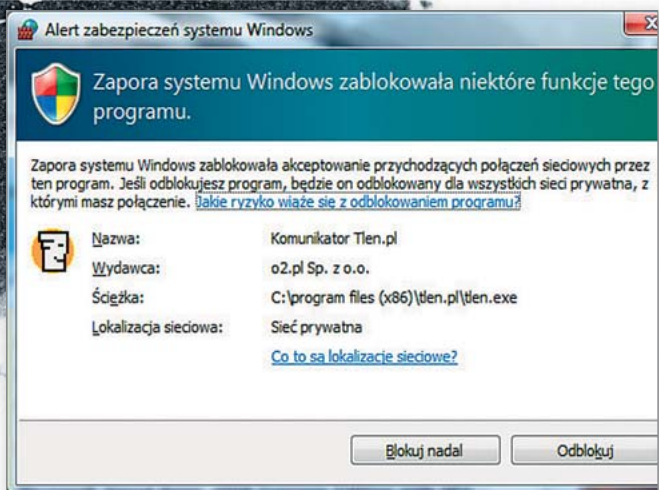 Alert zabezpieczeń systemu Windows
Zapora systemu Windows zablokowała niektóre funkcje tego
programu.
Zapora systemu Windows zablokowała akceptowanie przychodzących połączeń sieciowych przez
ten program. Jeśli odblokujesz program, będzie on odblokowany dla wszystkich sieci prywatna, z
którymi masz połączenie. Jakie ryzyko wiąże się z odblokowaniem programu?
Nazwa: Komunikator Tlen.pl
Wydawca: o2.pl Sp. z o.o.
Ścieżka: C:\program files (x86)\tlen.pl\tlen.exe
Lokalizacja sieciowa: Sieć prywatna
Co to są lokalizacje sieciowe?
Blokuj nadal Odblokuj